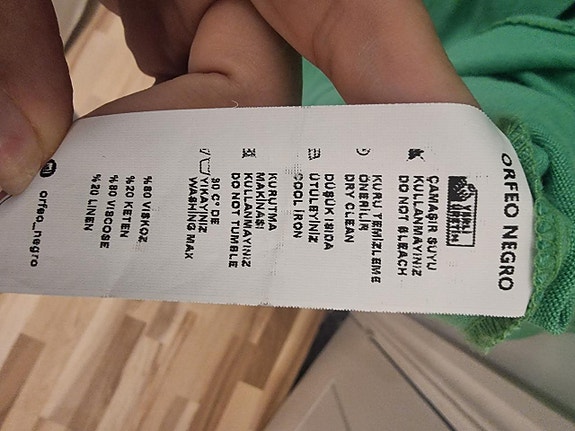 ORFEO NEGRO
YERLİ
ÜRETİM
ÇAMAŞIR SUYU
KULLANMAYINIZ
DO NOT BLEACH
KURU TEMİZLEME
ÖNERİLİR
DRY CLEAN
DÜŞÜK ISIDA
ÜTÜLEYİNİZ
COOL IRON
KURUTMA
MAKİNASI
KULLANMAYINIZ
DO NOT TUMBLE
30 C° DE
YIKAYINIZ
WASHING MAX
%80 VİSKOZ
%20 KETEN
%80 VISCOSE
%20 LINEN
orfeo_negro